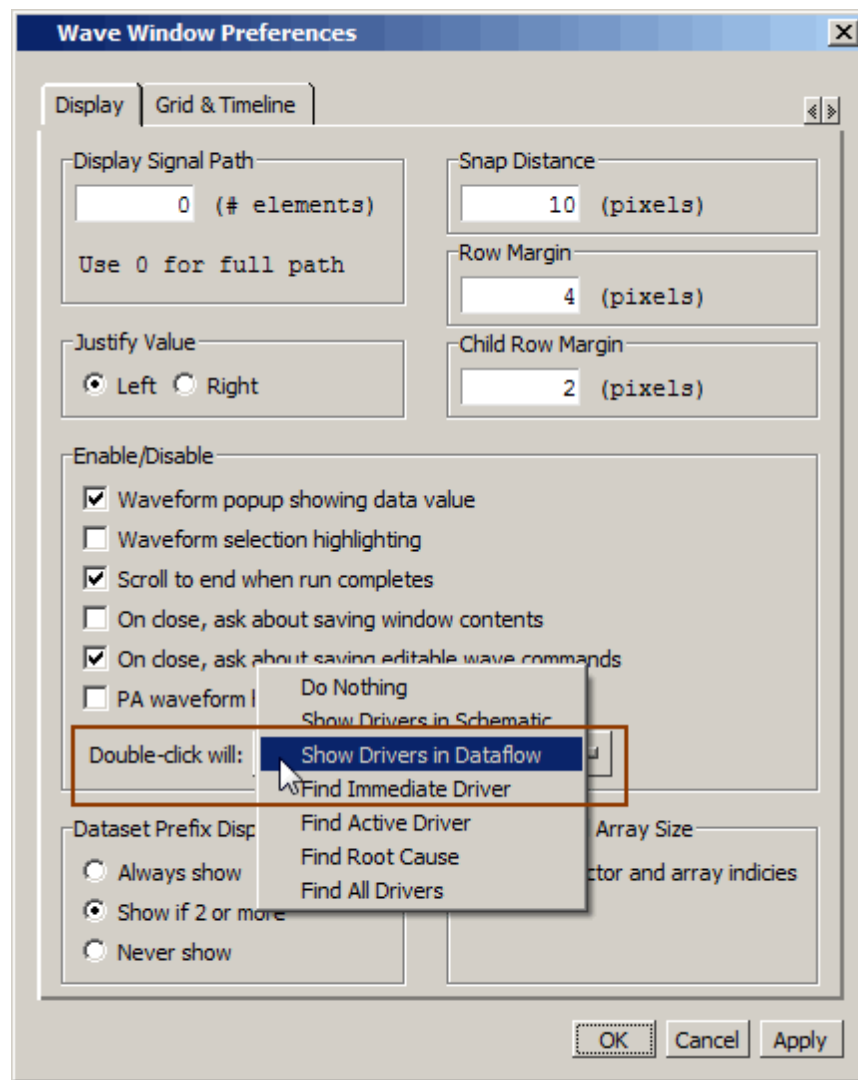 Wave Window Preferences
Display
Grid & Timeline
Display Signal Path
0 (# elements)
Use 0 for full path
Snap Distance
10 (pixels)
Row Margin
4 (pixels)
Justify Value
Left
Right
Child Row Margin
2 (pixels)
Enable/Disable
Waveform popup showing data value
Waveform selection highlighting
Scroll to end when run completes
On close, ask about saving window contents
On close, ask about saving editable wave commands
PA waveform
Double-click will:
Do Nothing
Show Drivers in Schematic
Show Drivers in Dataflow
Find Immediate Driver
Find Active Driver
Find Root Cause
Find All Drivers
Dataset Prefix
Always show
Show if 2 or more
Never show
Array Size
and array indicies
OK
Cancel
Apply